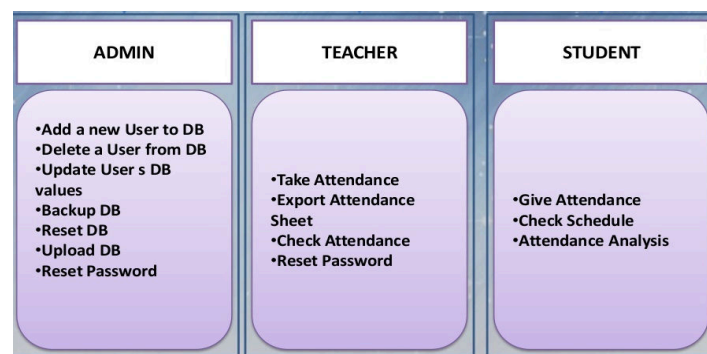 ADMIN
•Add a new User to DB
•Delete a User from DB
•Update User s DB
values
•Backup DB
•Reset DB
•Upload DB
•Reset Password
TEACHER
•Take Attendance
•Export Attendance
Sheet
•Check Attendance
•Reset Password
STUDENT
•Give Attendance
•Check Schedule
•Attendance Analysis